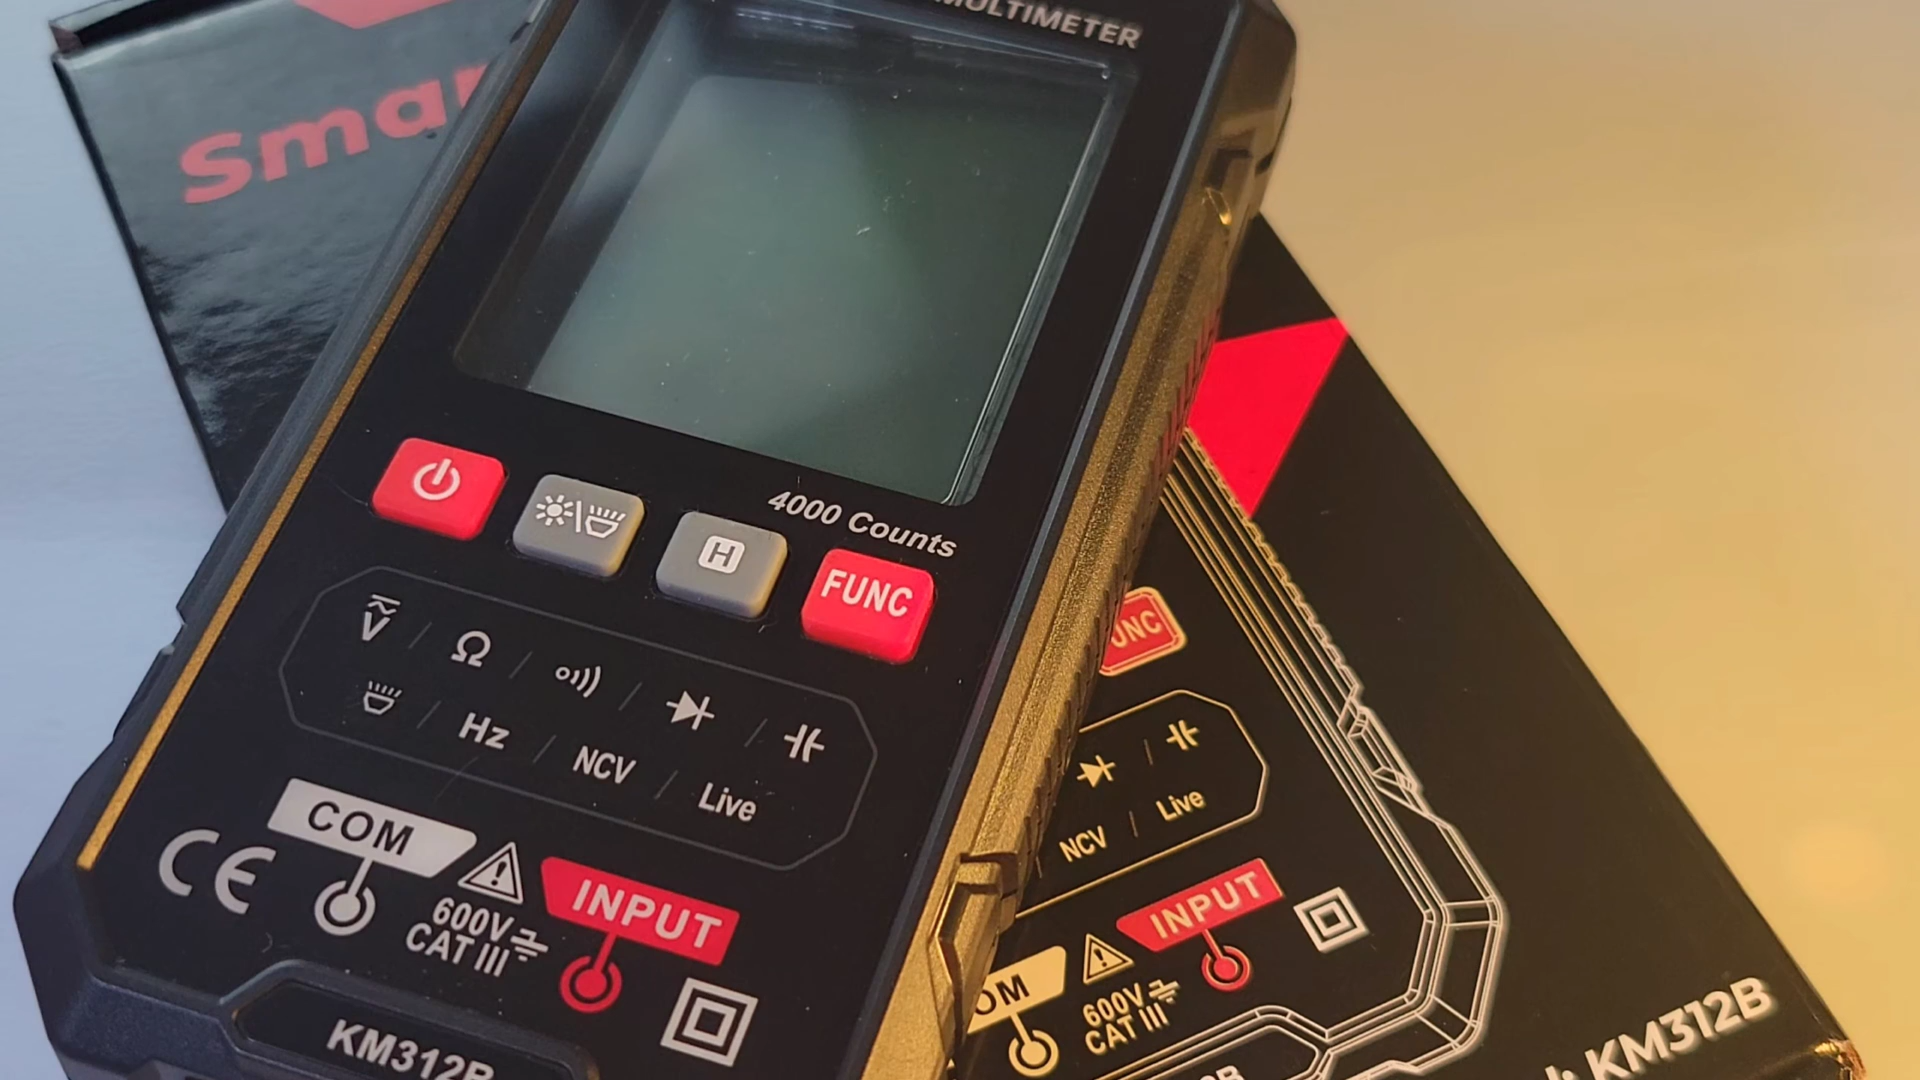 MULTIMETER
Smar
4000 Counts
H
FUNC
V
Ω
Hz
NCV
Live
COM
CE
600V
CAT III
INPUT
KM312B
UNC
NCV
Live
INPUT
OM
600V
CAT III
KM312B